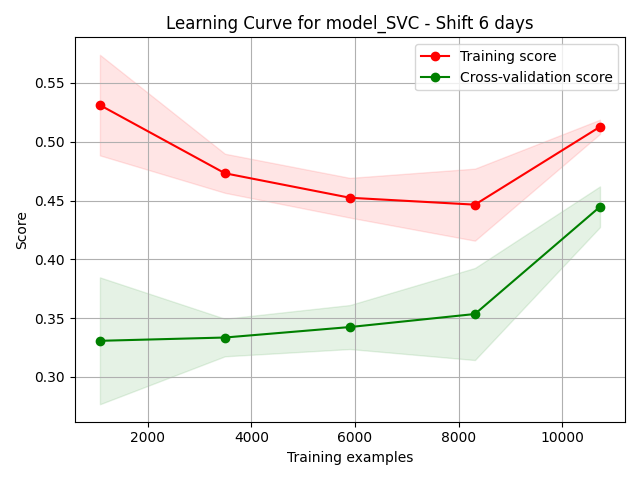 Learning Curve for model_SVC - Shift 6 days
Training score
Cross-validation score
0.55
0.50
0.45
0.40
0.35
0.30
Score
2000
4000
6000
8000
10000
Training examples